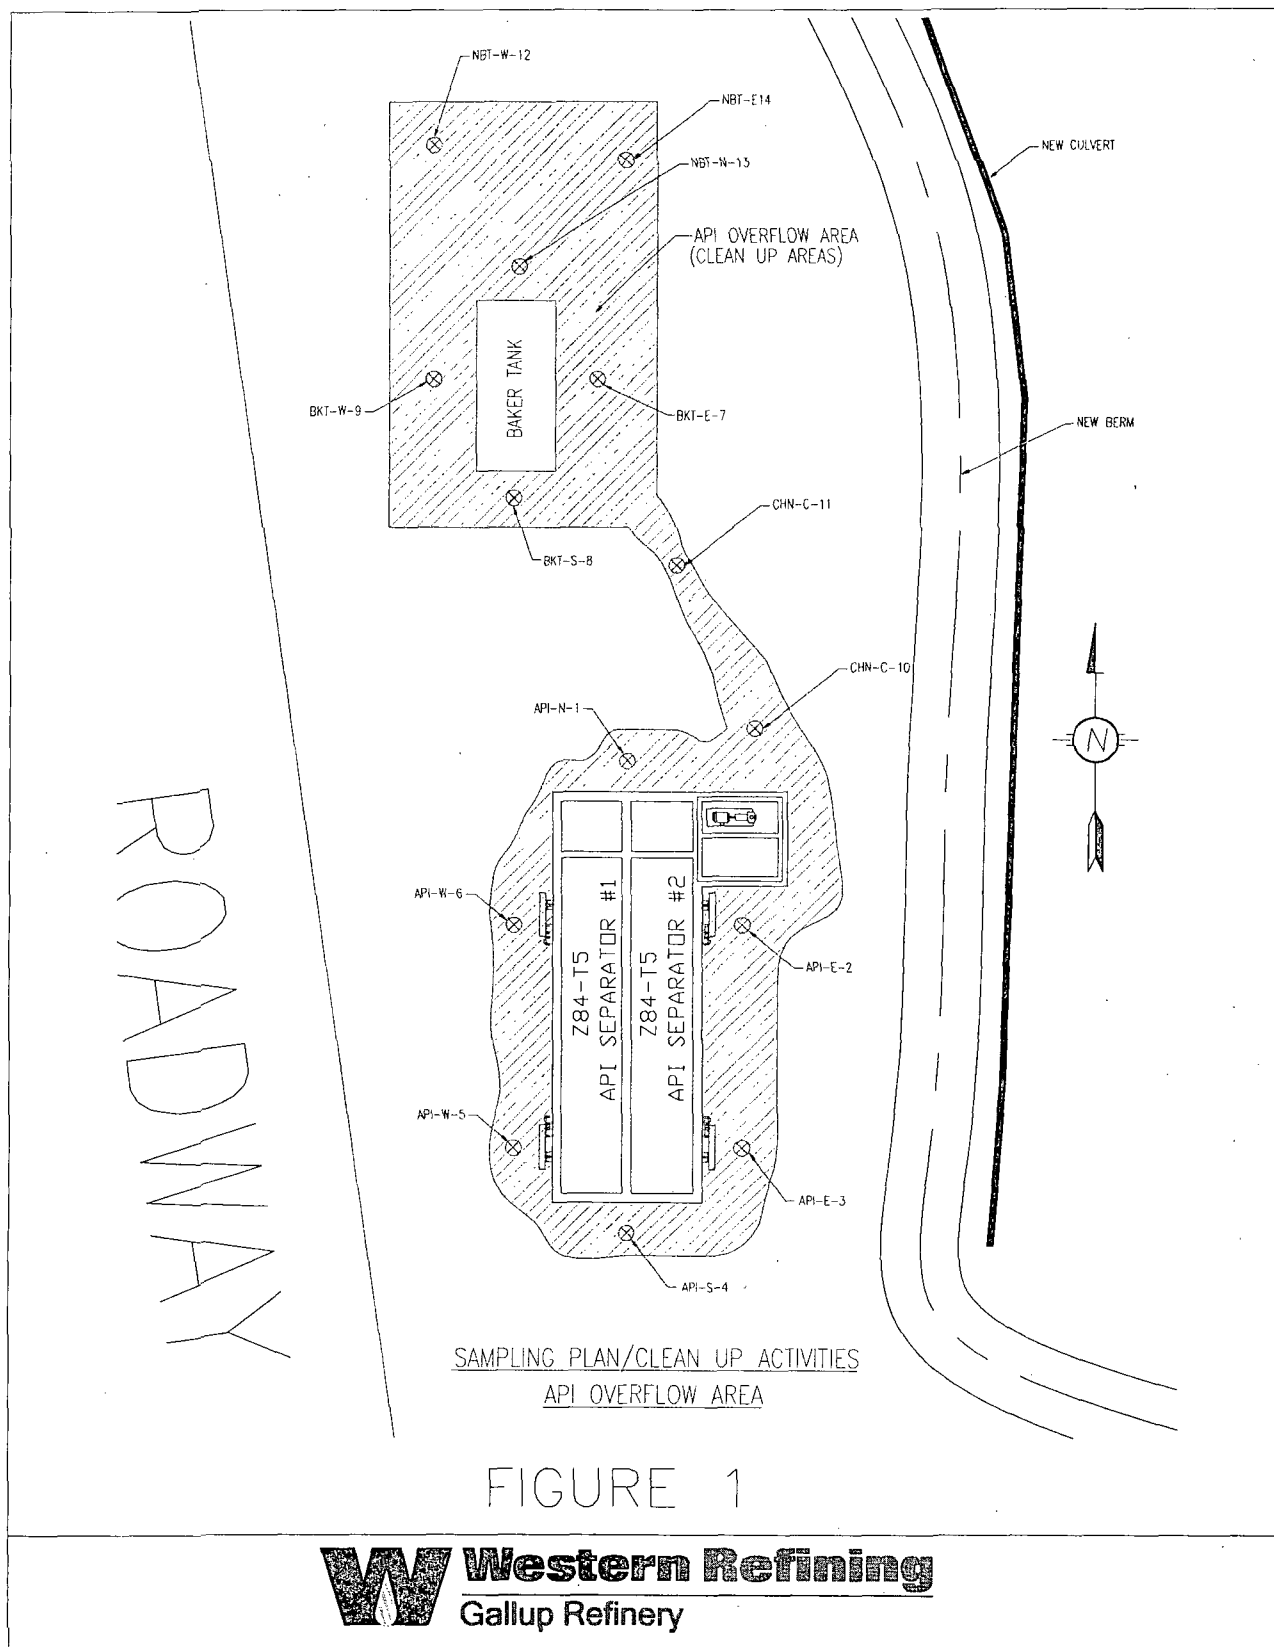 NBT-W-12
NBT-E14
NEW CULVERT
NBT-N-13
API OVERFLOW AREA
(CLEAN UP AREAS)
BAKER TANK
BKT-W-9
BKT-E-7
NEW BERM
CHN-C-11
BKT-S-8
CHN-C-10
API-N-1
N
ROADWAY
API-W-6
Z84-T5
API SEPARATOR #1
Z84-T5
API SEPARATOR #2
API-E-2
API-W-5
API-E-3
API-S-4
SAMPLING PLAN/CLEAN UP ACTIVITIES
API OVERFLOW AREA
FIGURE 1
W Western Refining
Gallup Refinery